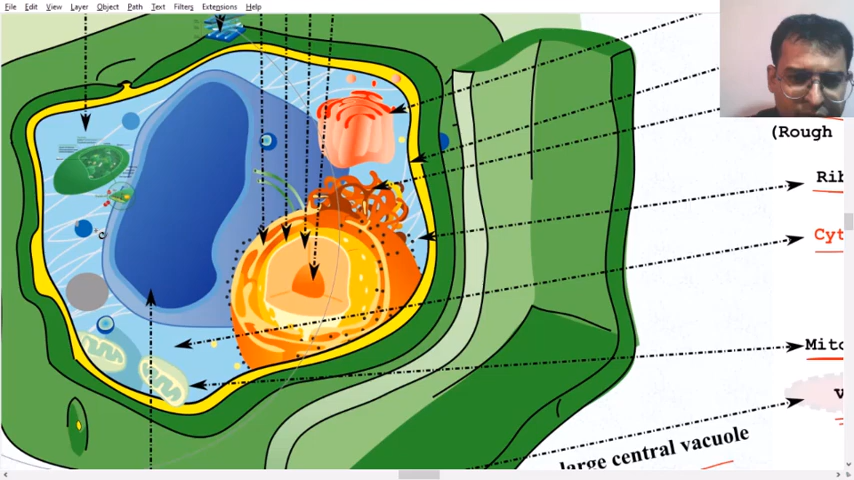 File Edit View Layer Object Path Text Filters Extensions Help
(Rough
Rib
Cyt
Mito
V
large central vacuole